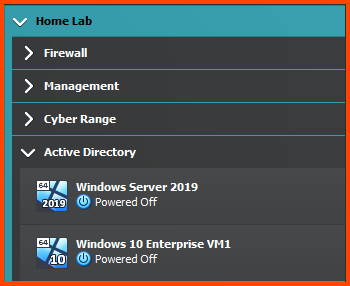 Home Lab
Firewall
Management
Cyber Range
Active Directory
64
2019
Windows Server 2019
Powered Off
64
10
Windows 10 Enterprise VM1
Powered Off